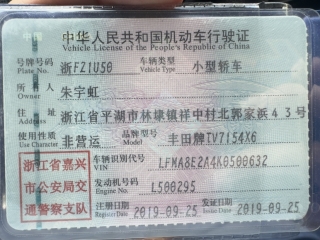 中华人民共和国机动车行驶证
Vehicle License of the People's Republic of China
号牌号码 浙F21U50 车辆类型 小型轿车
Plate No. Vehicle Type
所有人 朱宇虹
Owner
住址 浙江省平湖市林埭镇祥中村北郭家浜43号
Address
使用性质 非营运 品牌型号 丰田牌TV7154X6
Use Character Model
浙江省嘉兴 车辆识别代号 LFMA8E2A4K0500632
VIN
市公安局交 发动机号码 L500295
Engine No.
通警察支队 注册日期 2019-09-25 发证日期 2019-09-25
Register Date Issue Date